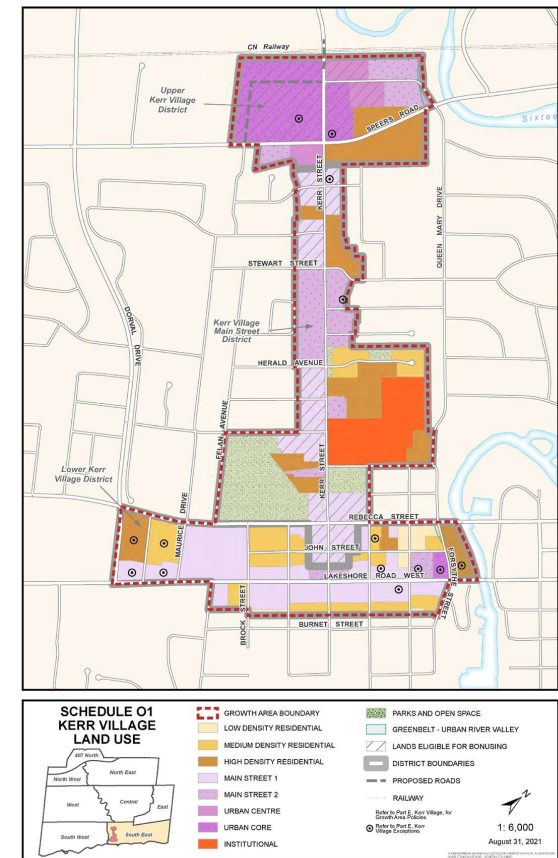 CN Railway
Upper
Kerr Village
District
SPEERS ROAD
Sixtee
KERR STREET
QUEEN MARY DRIVE
STEWART STREET
DORVAL DRIVE
Kerr Village
Main Street
District
HERALD AVENUE
FELAN AVENUE
KERR STREET
Lower Kerr
Village District
MAURICE DRIVE
REBECCA STREET
JOHN STREET
LAKESHORE ROAD WEST
FORSYTHE STREET
BROCK STREET
BURNET STREET
SCHEDULE O1
KERR VILLAGE
LAND USE
407 North
North West
North East
West
Central
East
South West
South East
GROWTH AREA BOUNDARY
LOW DENSITY RESIDENTIAL
MEDIUM DENSITY RESIDENTIAL
HIGH DENSITY RESIDENTIAL
MAIN STREET 1
MAIN STREET 2
URBAN CENTRE
URBAN CORE
INSTITUTIONAL
PARKS AND OPEN SPACE
GREENBELT - URBAN RIVER VALLEY
LANDS ELIGIBLE FOR BONUSING
DISTRICT BOUNDARIES
PROPOSED ROADS
RAILWAY
Refer to Part E, Kerr Village, for
Growth Area Policies
Refer to Part E, Kerr
Village Exceptions
N
1: 6,000
August 31, 2021